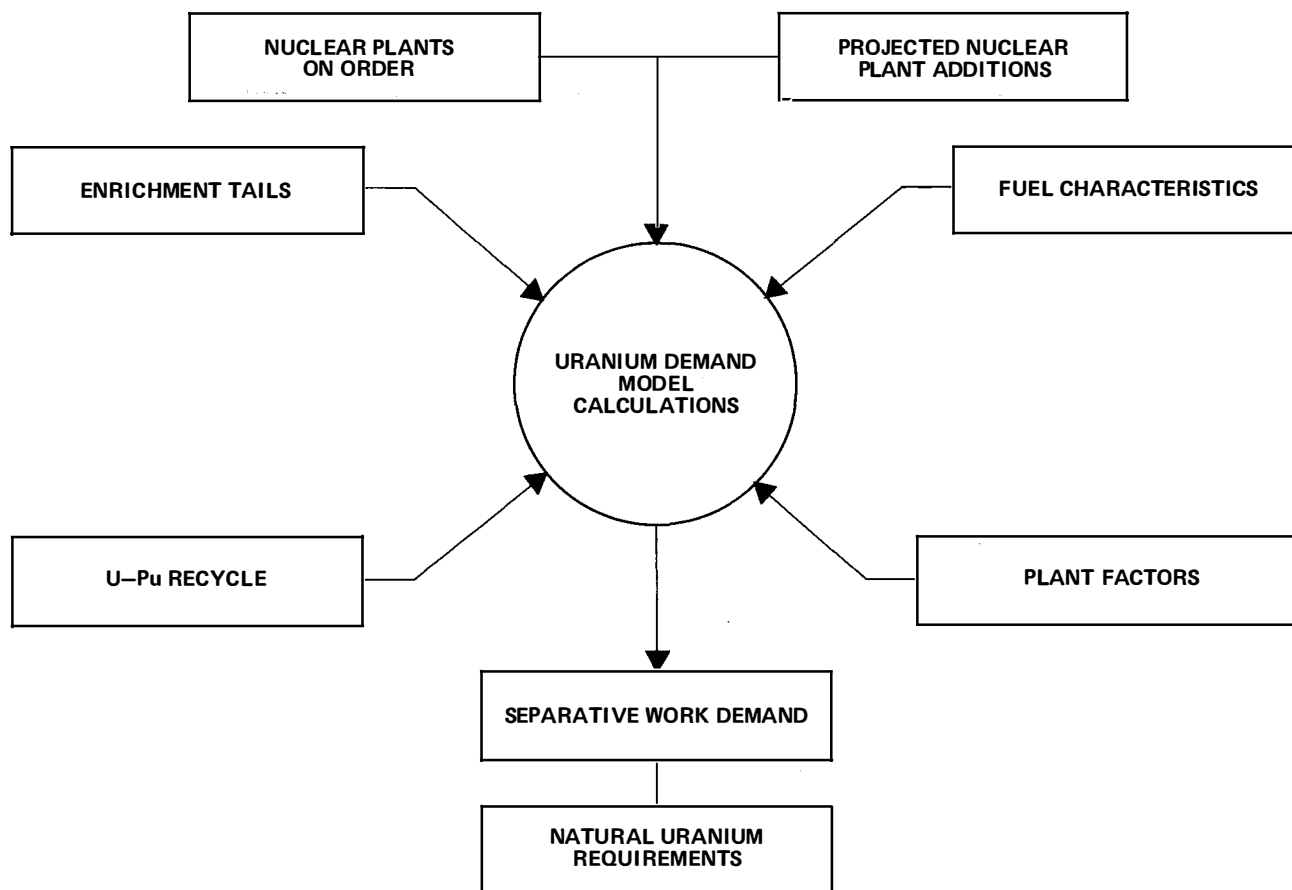 NUCLEAR PLANTS
ON ORDER
PROJECTED NUCLEAR
PLANT ADDITIONS
ENRICHMENT TAILS
FUEL CHARACTERISTICS
URANIUM DEMAND
MODEL
CALCULATIONS
U–Pu RECYCLE
PLANT FACTORS
SEPARATIVE WORK DEMAND
NATURAL URANIUM
REQUIREMENTS